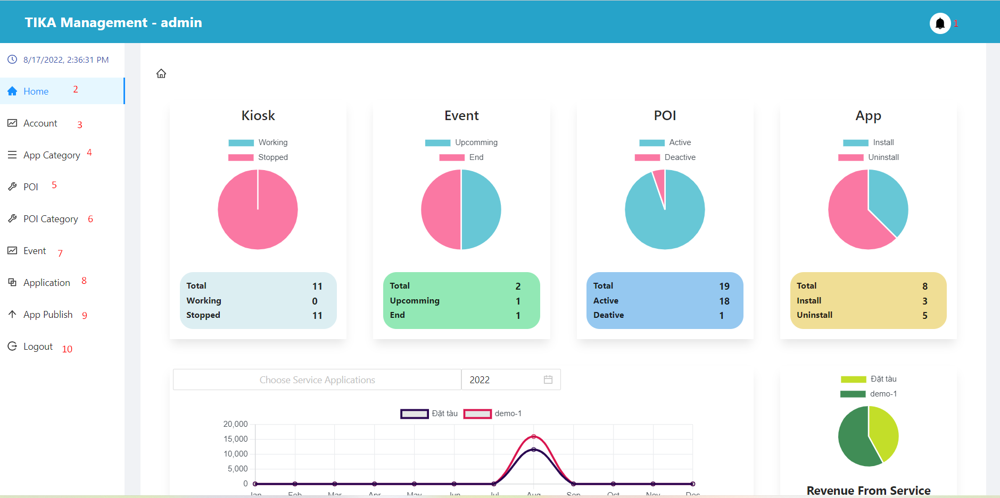 TIKA Management - admin
1
8/17/2022, 2:36:31 PM
Home 2
Account 3
App Category 4
POI 5
POI Category 6
Event 7
Application 8
App Publish 9
Logout 10
Kiosk
Working
Stopped
Total 11
Working 0
Stopped 11
Event
Upcomming
End
Total 2
Upcomming 1
End 1
POI
Active
Deactive
Total 19
Active 18
Deative 1
App
Install
Uninstall
Total 8
Install 3
Uninstall 5
Choose Service Applications 2022
Đặt tàu demo-1
20,000
15,000
10,000
5,000
0
Jan Feb Mar Apr May Jun Jul Aug Sep Oct Nov Dec
Đặt tàu
demo-1
Revenue From Service